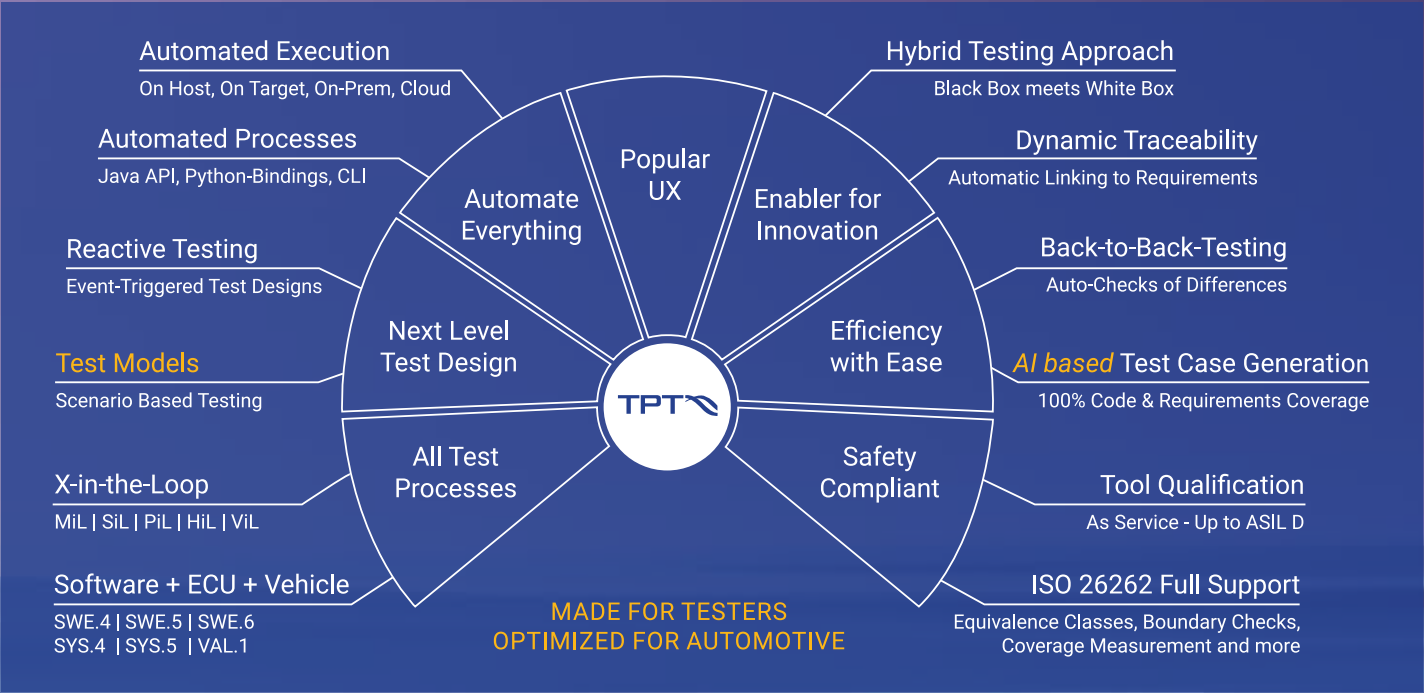 Automated Execution
On Host, On Target, On-Prem, Cloud
Automated Processes
Java API, Python-Bindings, CLI
Reactive Testing
Event-Triggered Test Designs
Test Models
Scenario Based Testing
X-in-the-Loop
MiL | SiL | PiL | HiL | ViL
Software + ECU + Vehicle
SWE.4 | SWE.5 | SWE.6
SYS.4 | SYS.5 | VAL.1
All Test
Processes
Next Level
Test Design
Automate
Everything
Popular
UX
Enabler for
Innovation
Efficiency
with Ease
Safety
Compliant
TPT
MADE FOR TESTERS
OPTIMIZED FOR AUTOMOTIVE
Hybrid Testing Approach
Black Box meets White Box
Dynamic Traceability
Automatic Linking to Requirements
Back-to-Back-Testing
Auto-Checks of Differences
AI based Test Case Generation
100% Code & Requirements Coverage
Tool Qualification
As Service - Up to ASIL D
ISO 26262 Full Support
Equivalence Classes, Boundary Checks,
Coverage Measurement and more